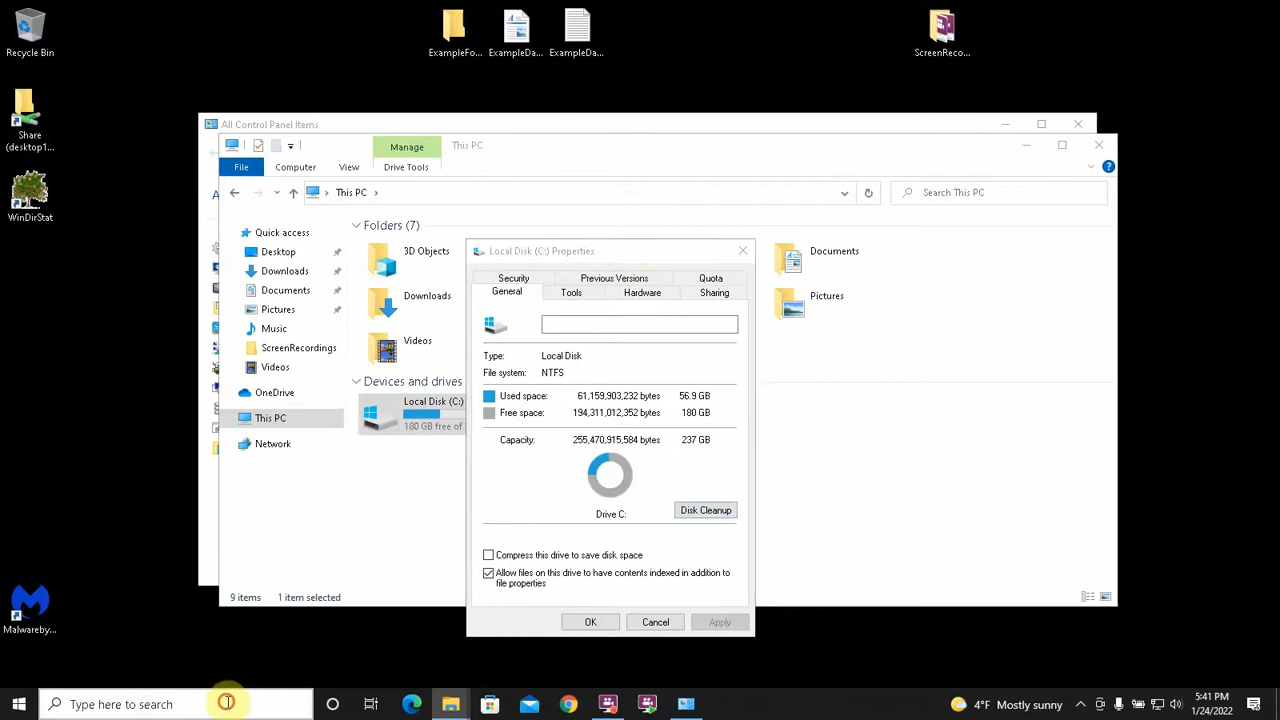 Recycle Bin
ExampleFo...
ExampleDa...
ExampleDa...
ScreenReco...
Share
(desktop1...
WinDirStat
Malwareby...
All Control Panel Items
Manage
This PC
File
Computer
View
Drive Tools
This PC
Search This PC
Quick access
Desktop
Downloads
Documents
Pictures
Music
ScreenRecordings
Videos
OneDrive
This PC
Network
Folders (7)
3D Objects
Documents
Downloads
Pictures
Videos
Devices and drives
Local Disk (C:)
180 GB free of
9 items
1 item selected
Local Disk (C:) Properties
Security
Previous Versions
Quota
General
Tools
Hardware
Sharing
Type: Local Disk
File system: NTFS
Used space: 61,159,903,232 bytes 56.9 GB
Free space: 194,311,012,352 bytes 180 GB
Capacity: 255,470,915,584 bytes 237 GB
Drive C:
Disk Cleanup
Compress this drive to save disk space
Allow files on this drive to have contents indexed in addition to
file properties
OK
Cancel
Apply
Type here to search
4°F Mostly sunny
5:41 PM
1/24/2022